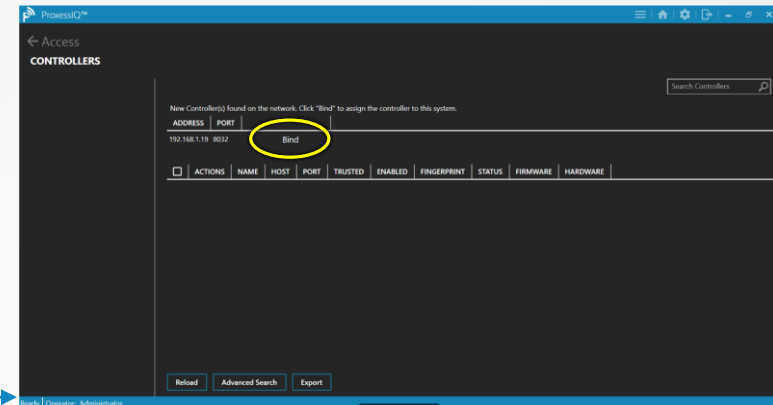 ProxessIQ™
Access
CONTROLLERS
Search Controllers
New Controller(s) found on the network. Click "Bind" to assign the controller to this system.
ADDRESS PORT
192.168.1.19 8032 Bind
ACTIONS NAME HOST PORT TRUSTED ENABLED FINGERPRINT STATUS FIRMWARE HARDWARE
Reload Advanced Search Export
Ready Operator: Administrator